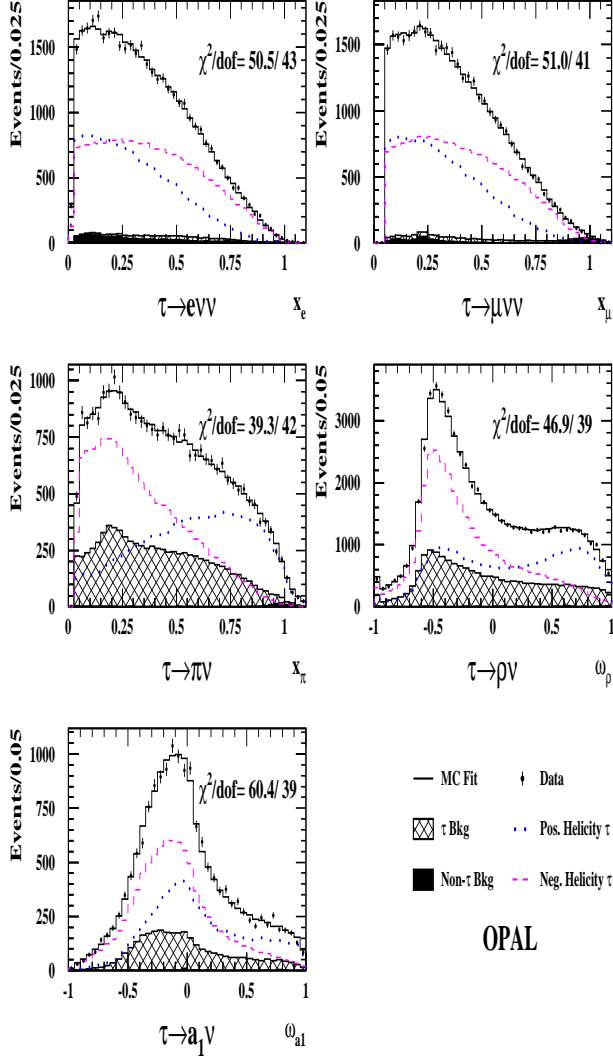 Events/0.025
1500
1000
500
0
χ²/dof= 50.5/ 43
0 0.25 0.5 0.75 1
τ→eνν
x_e
Events/0.025
1500
1000
500
0
χ²/dof= 51.0/ 41
0 0.25 0.5 0.75 1
τ→μνν
x_μ
Events/0.025
1000
750
500
250
0
χ²/dof= 39.3/ 42
0 0.25 0.5 0.75 1
τ→πν
x_π
Events/0.05
3000
2000
1000
0
χ²/dof= 46.9/ 39
-1 -0.5 0 0.5 1
τ→ρν
ω_ρ
Events/0.05
1000
750
500
250
0
χ²/dof= 60.4/ 39
-1 -0.5 0 0.5 1
τ→a₁ν
ω_a1
MC Fit
Data
τ Bkg
Pos. Helicity τ
Non-τ Bkg
Neg. Helicity τ
OPAL